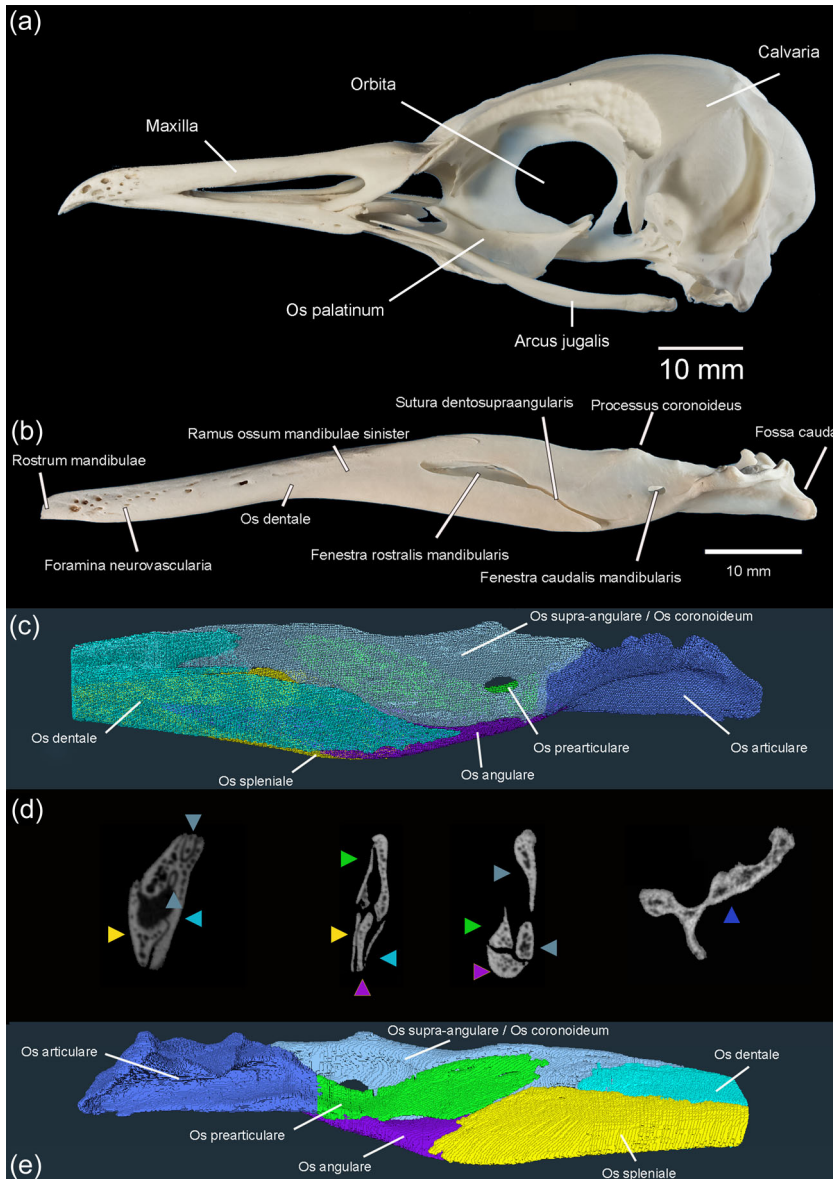 (a)
Calvaria
Orbita
Maxilla
Os palatinum
Arcus jugalis
10 mm
(b)
Sutura dentosupraangularis
Processus coronoideus
Ramus ossum mandibulae sinister
Fossa cauda
Rostrum mandibulae
Os dentale
Foramina neurovascularia
Fenestra rostralis mandibularis
Fenestra caudalis mandibularis
10 mm
(c)
Os supra-angulare / Os coronoideum
Os dentale
Os prearticulare
Os articulare
Os angulare
Os spleniale
(d)
Os supra-angulare / Os coronoideum
Os articulare
Os dentale
Os prearticulare
Os angulare
Os spleniale
(e)